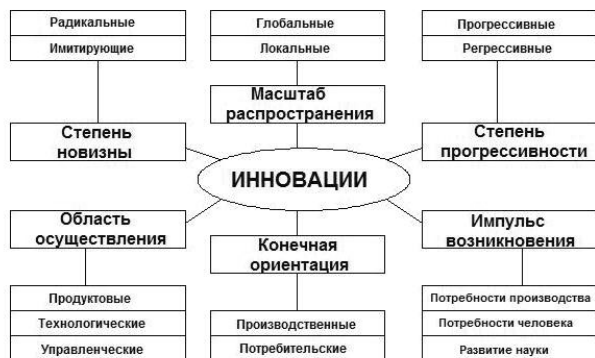 Радикальные
Имитирующие
Глобальные
Локальные
Прогрессивные
Регрессивные
Степень
новизны
Масштаб
распространения
Степень
прогрессивности
ИННОВАЦИИ
Область
осуществления
Конечная
ориентация
Импульс
возникновения
Продуктовые
Технологические
Управленческие
Производственные
Потребительские
Потребности производства
Потребности человека
Развитие науки